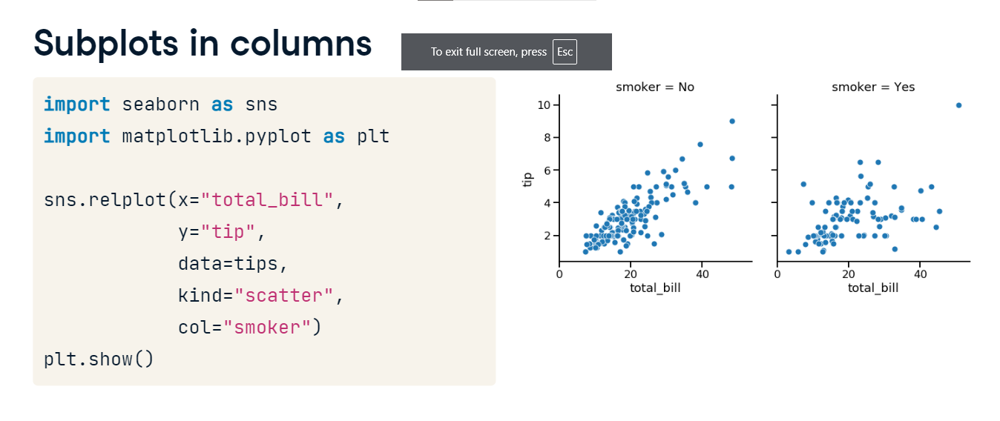 Subplots in columns
To exit full screen, press Esc
import seaborn as sns
import matplotlib.pyplot as plt
sns.relplot(x="total_bill",
            y="tip",
            data=tips,
            kind="scatter",
            col="smoker")
plt.show()
smoker = No
smoker = Yes
10
8
6
4
2
tip
0 20 40
total_bill
0 20 40
total_bill